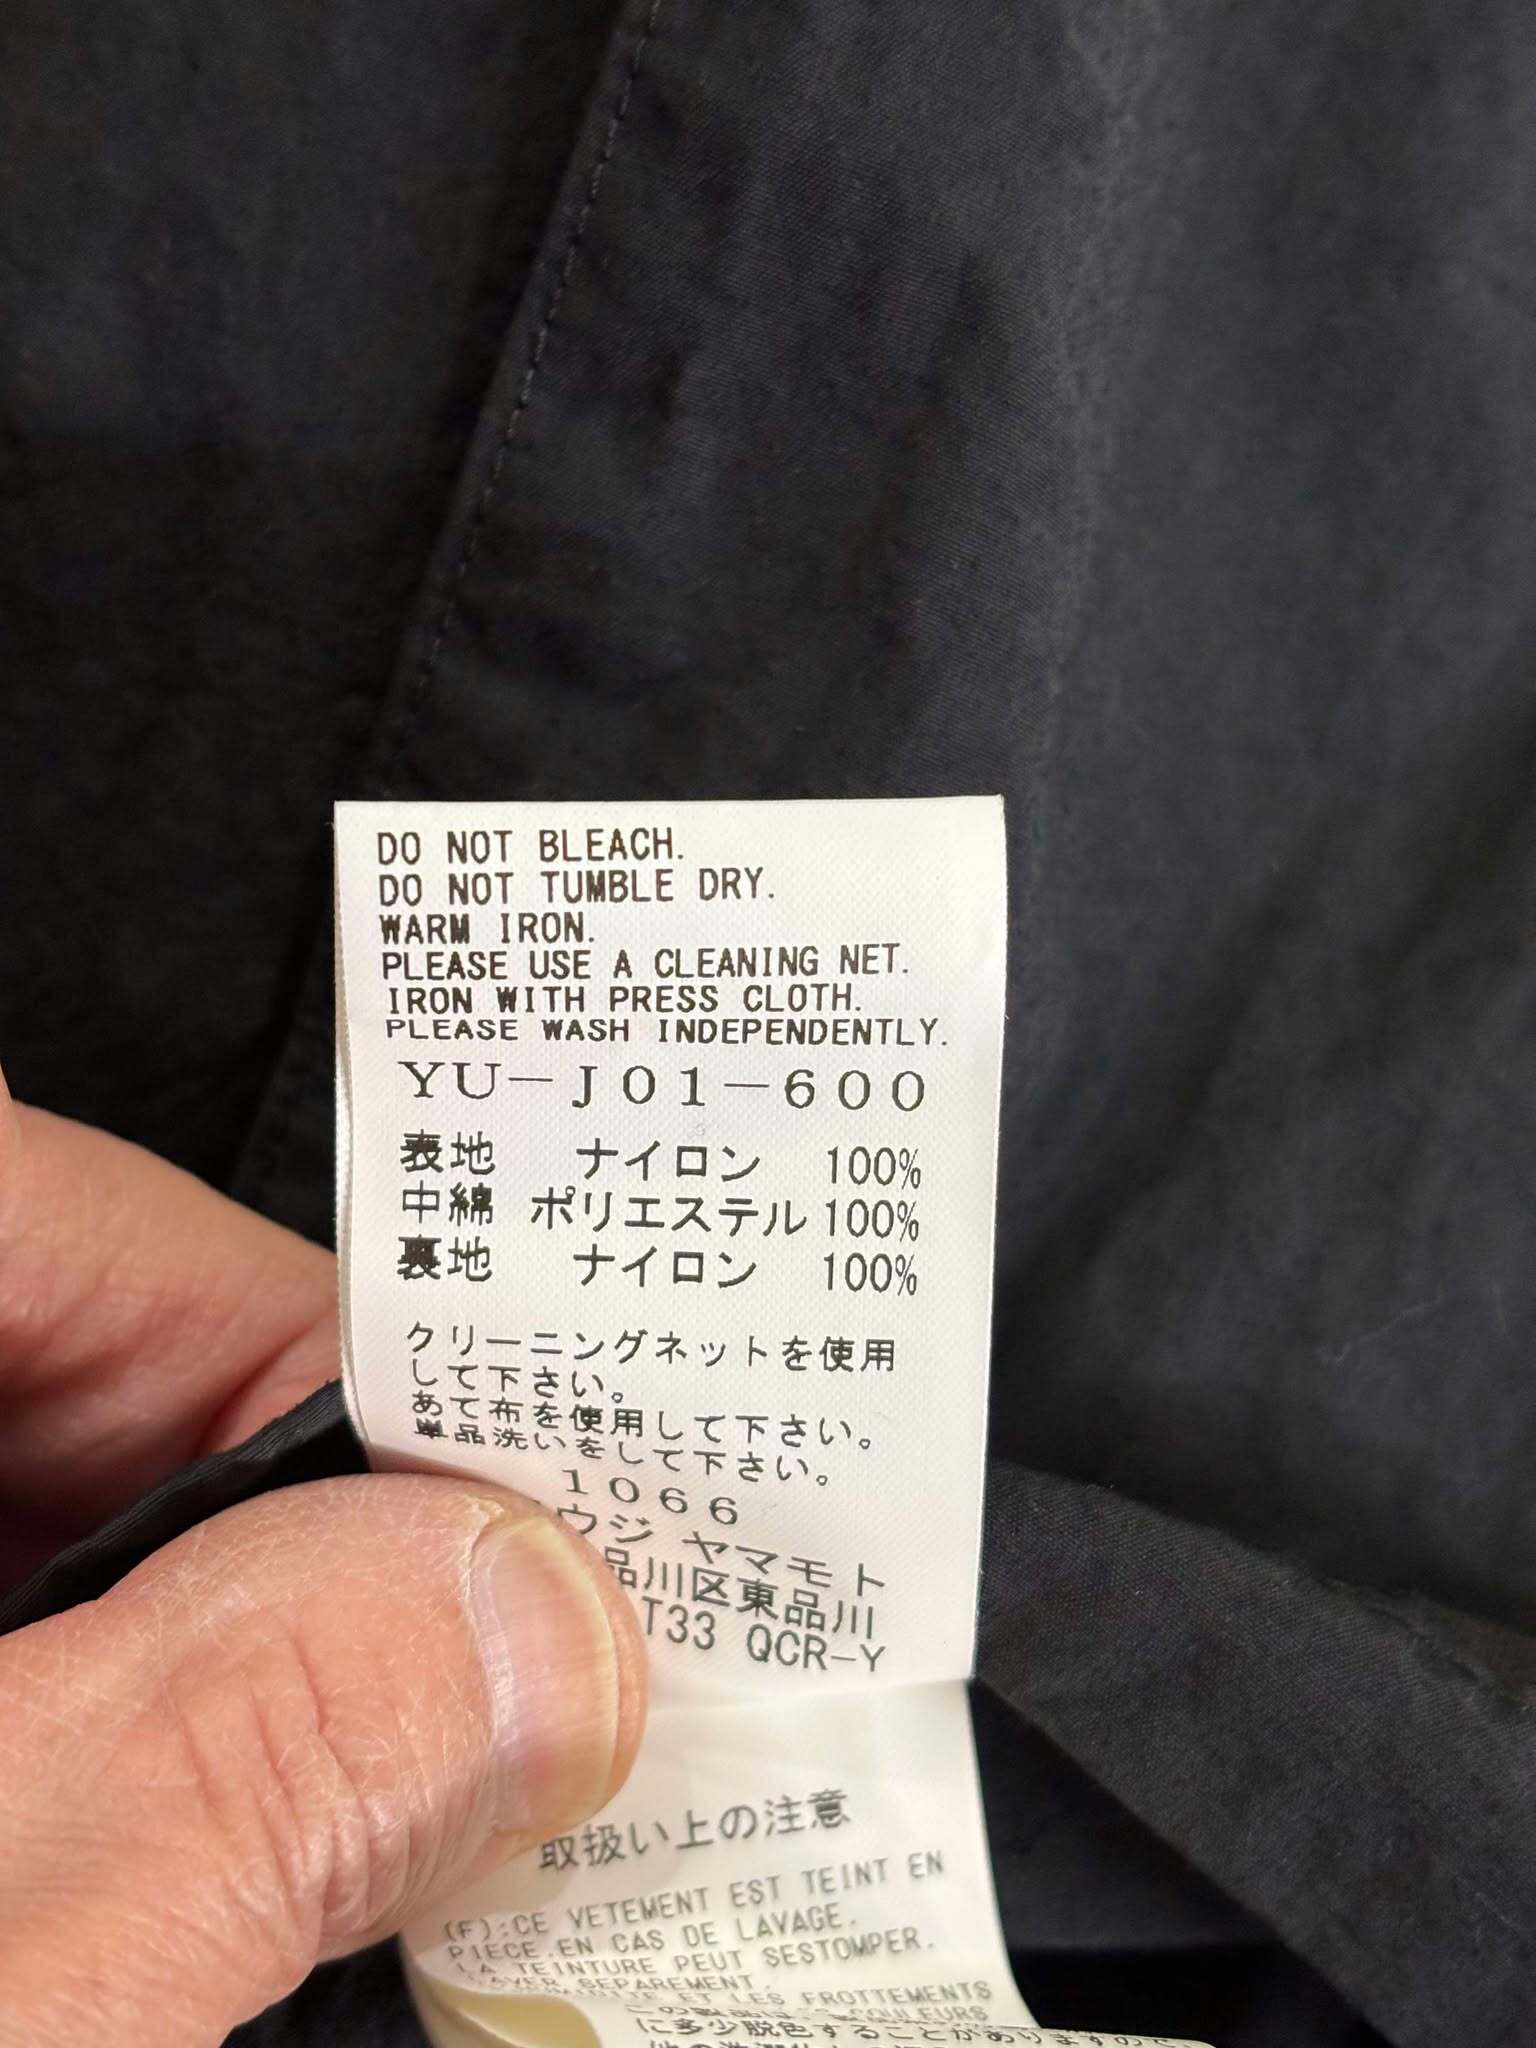 DO NOT BLEACH.
DO NOT TUMBLE DRY.
WARM IRON.
PLEASE USE A CLEANING NET.
IRON WITH PRESS CLOTH.
PLEASE WASH INDEPENDENTLY.
YU-J01-600
表地 ナイロン 100%
中綿 ポリエステル 100%
裏地 ナイロン 100%
クリーニングネットを使用
して下さい。
あて布を使用して下さい。
単品洗いをして下さい。
1066
ウジ ヤマモト
品川区東品川
T33 QCR-Y
取扱い上の注意
(F):CE VETEMENT EST TEINT EN
PIECE.EN CAS DE LAVAGE.
LA TEINTURE PEUT SESTOMPER.
LAVER SEPAREMENT.
ET LES FROTTEMENTS
COULEURS
に多少脱色することがありますので、